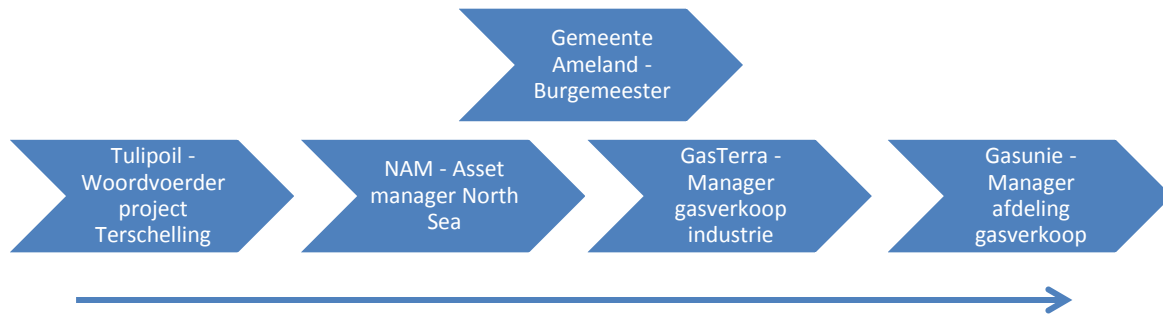 Gemeente
Ameland -
Burgemeester
Tulipoil -
Woordvoerder
project
Terschelling
NAM - Asset
manager North
Sea
GasTerra -
Manager
gasverkoop
industrie
Gasunie -
Manager
afdeling
gasverkoop